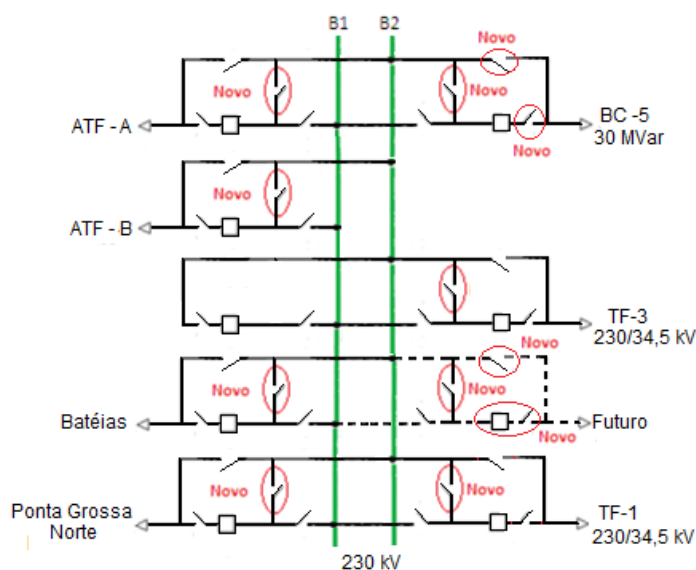 B1
B2
Novo
Novo
Novo
ATF - A
BC -5
30 MVar
Novo
Novo
ATF - B
TF-3
230/34,5 kV
Novo
Novo
Novo
Batéias
Futuro
Novo
Novo
Novo
Ponta Grossa
Norte
TF-1
230/34,5 kV
230 kV